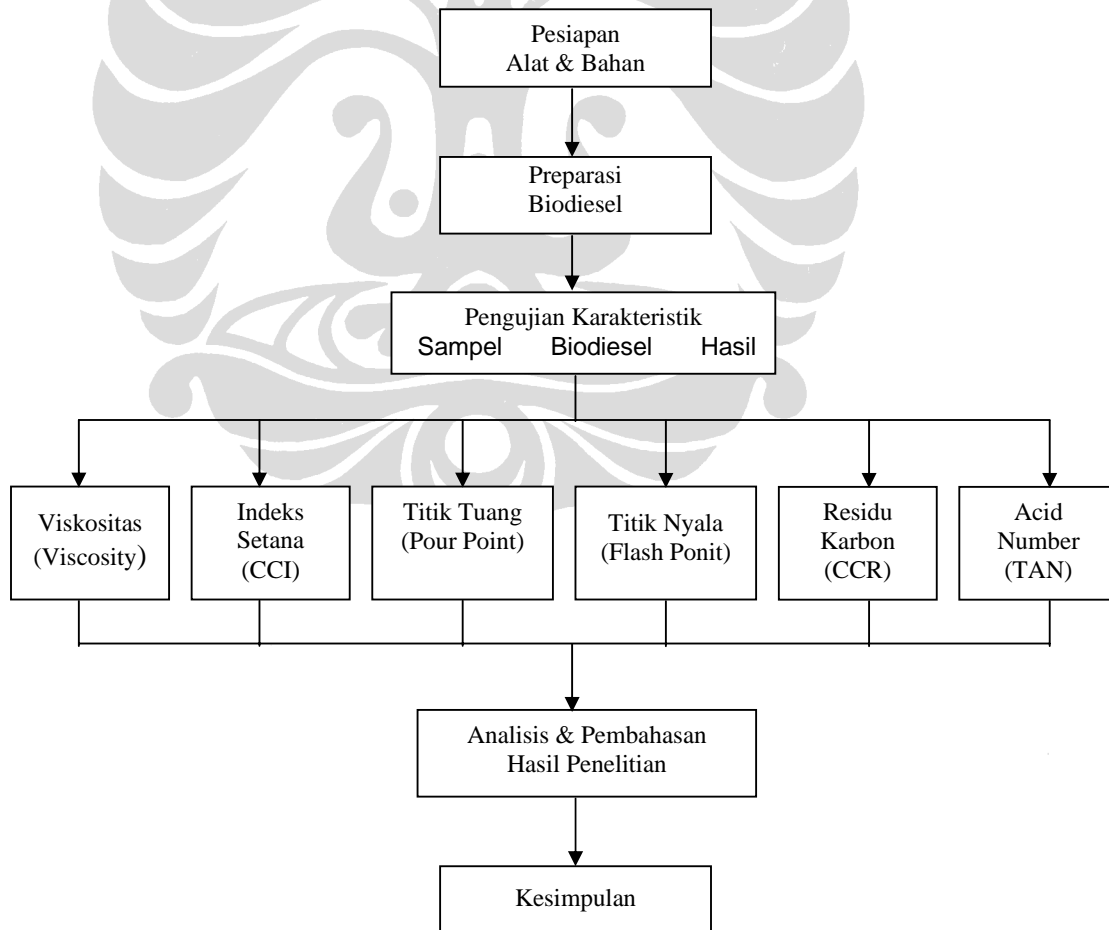 Pesiapan
Alat & Bahan
Preparasi
Biodiesel
Pengujian Karakteristik
Sampel Biodiesel Hasil
Viskositas
(Viscosity)
Indeks
Setana
(CCI)
Titik Tuang
(Pour Point)
Titik Nyala
(Flash Ponit)
Residu
Karbon
(CCR)
Acid
Number
(TAN)
Analisis & Pembahasan
Hasil Penelitian
Kesimpulan